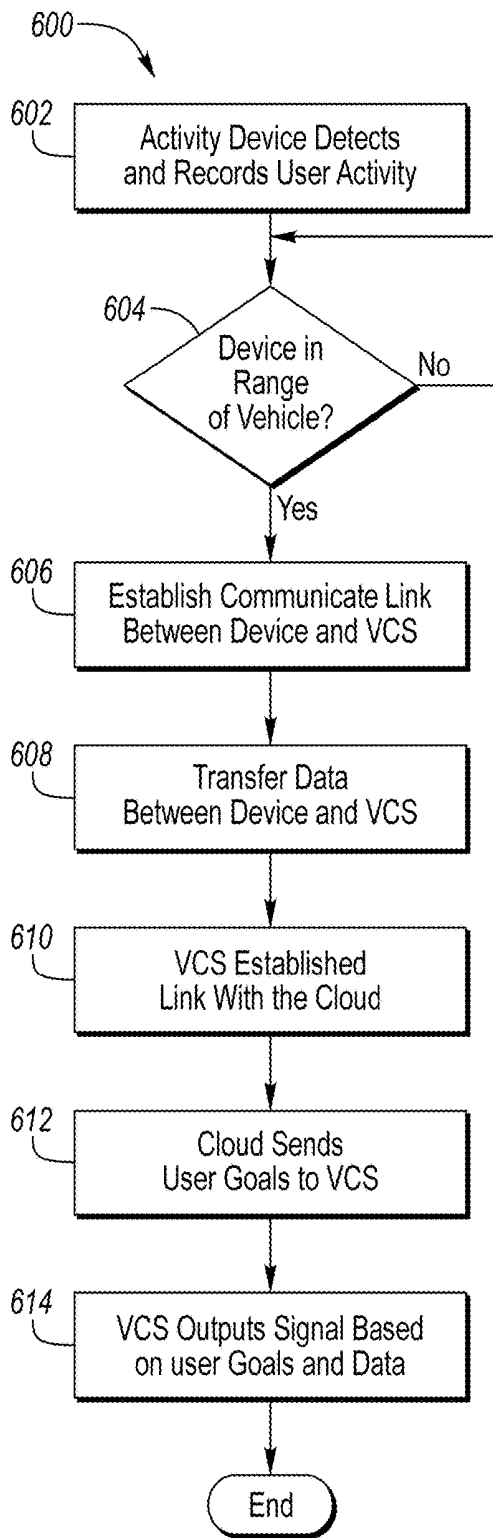 600
602
Activity Device Detects
and Records User Activity
604
Device in
Range
of Vehicle?
No
Yes
606
Establish Communicate Link
Between Device and VCS
608
Transfer Data
Between Device and VCS
610
VCS Established
Link With the Cloud
612
Cloud Sends
User Goals to VCS
614
VCS Outputs Signal Based
on user Goals and Data
End